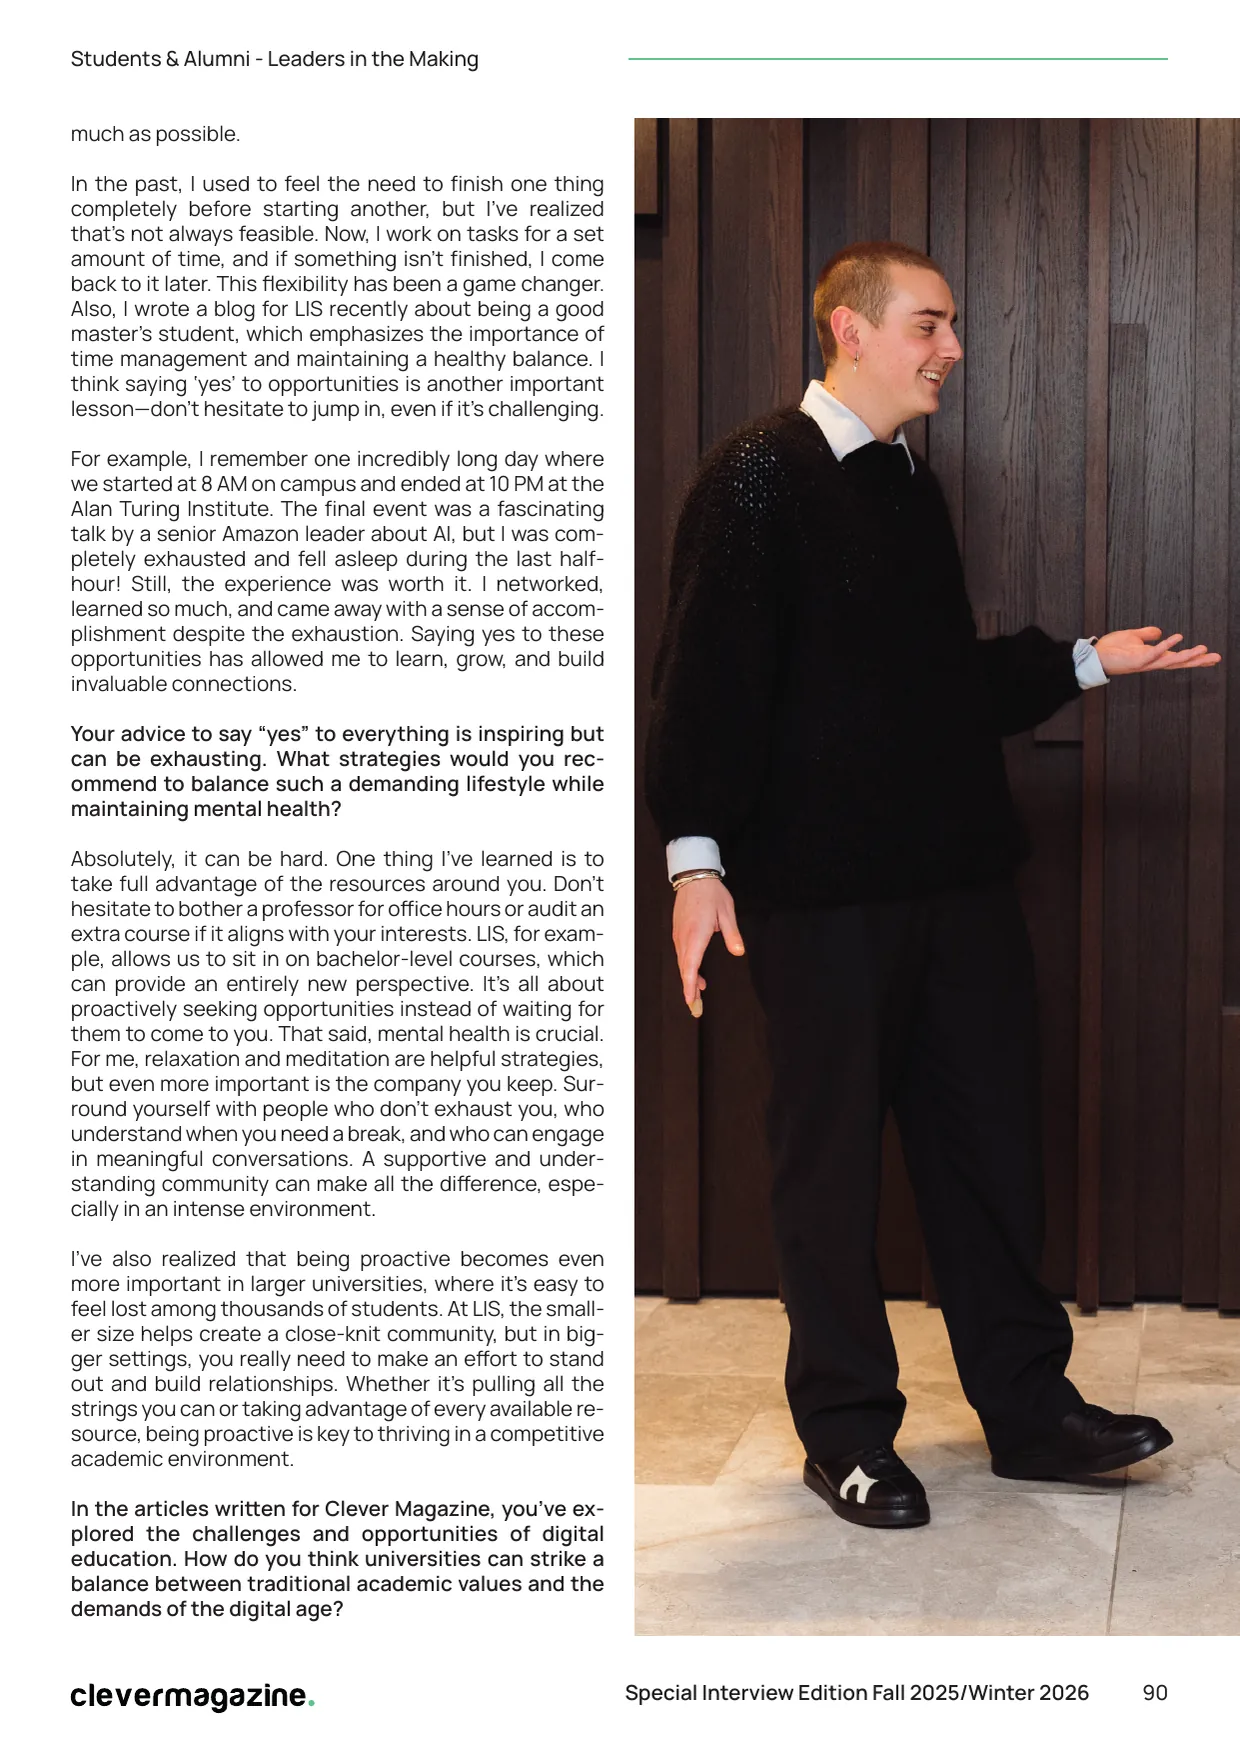 Students & Alumni - Leaders in the Making
much as possible.
In the past, I used to feel the need to finish one thing
completely before starting another, but I've realized
that's not always feasible. Now, I work on tasks for a set
amount of time, and if something isn't finished, I come
back to it later. This flexibility has been a game changer.
Also, I wrote a blog for LIS recently about being a good
master's student, which emphasizes the importance of
time management and maintaining a healthy balance. I
think saying ‘yes’ to opportunities is another important
lesson—don't hesitate to jump in, even if it's challenging.
For example, I remember one incredibly long day where
we started at 8 AM on campus and ended at 10 PM at the
Alan Turing Institute. The final event was a fascinating
talk by a senior Amazon leader about AI, but I was com-
pletely exhausted and fell asleep during the last half-
hour! Still, the experience was worth it. I networked,
learned so much, and came away with a sense of accom-
plishment despite the exhaustion. Saying yes to these
opportunities has allowed me to learn, grow, and build
invaluable connections.
Your advice to say “yes” to everything is inspiring but
can be exhausting. What strategies would you rec-
ommend to balance such a demanding lifestyle while
maintaining mental health?
Absolutely, it can be hard. One thing I've learned is to
take full advantage of the resources around you. Don't
hesitate to bother a professor for office hours or audit an
extra course if it aligns with your interests. LIS, for exam-
ple, allows us to sit in on bachelor-level courses, which
can provide an entirely new perspective. It's all about
proactively seeking opportunities instead of waiting for
them to come to you. That said, mental health is crucial.
For me, relaxation and meditation are helpful strategies,
but even more important is the company you keep. Sur-
round yourself with people who don't exhaust you, who
understand when you need a break, and who can engage
in meaningful conversations. A supportive and under-
standing community can make all the difference, espe-
cially in an intense environment.
I've also realized that being proactive becomes even
more important in larger universities, where it's easy to
feel lost among thousands of students. At LIS, the small-
er size helps create a close-knit community, but in big-
ger settings, you really need to make an effort to stand
out and build relationships. Whether it's pulling all the
strings you can or taking advantage of every available re-
source, being proactive is key to thriving in a competitive
academic environment.
In the articles written for Clever Magazine, you've ex-
plored the challenges and opportunities of digital
education. How do you think universities can strike a
balance between traditional academic values and the
demands of the digital age?
clevermagazine.
Special Interview Edition Fall 2025/Winter 2026
90